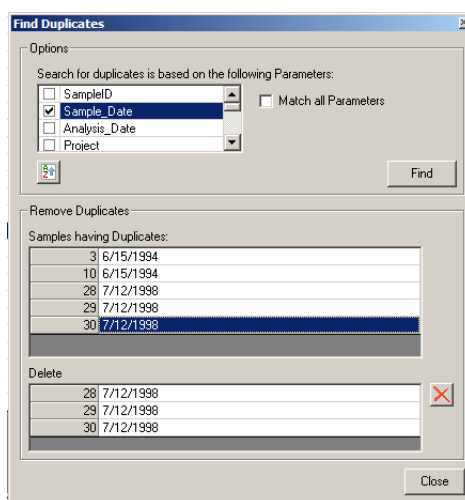 Find Duplicates
Options
Search for duplicates is based on the following Parameters:
SampleID
Sample_Date
Analysis_Date
Project
Match all Parameters
Find
Remove Duplicates
Samples having Duplicates:
3 6/15/1994
10 6/15/1994
28 7/12/1998
29 7/12/1998
30 7/12/1998
Delete
28 7/12/1998
29 7/12/1998
30 7/12/1998
Close